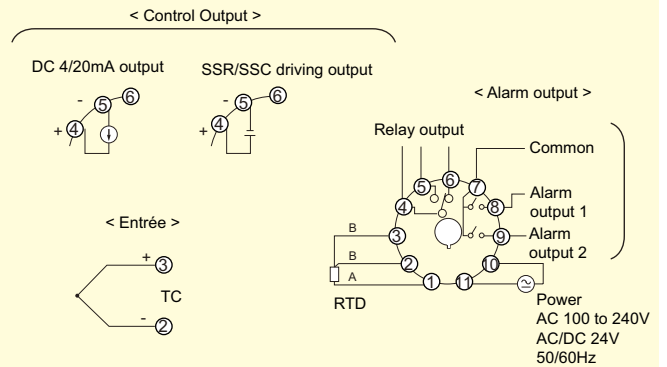 < Control Output >
DC 4/20mA output
SSR/SSC driving output
- 5 6
+ 4
- 5 6
+ 4
< Alarm output >
Relay output
Common
5 6 7
4 8
Alarm
output 1
B 3 9
Alarm
output 2
B 2 10
A 1 11
RTD
Power
AC 100 to 240V
AC/DC 24V
50/60Hz
< Entrée >
+ 3
TC
- 2